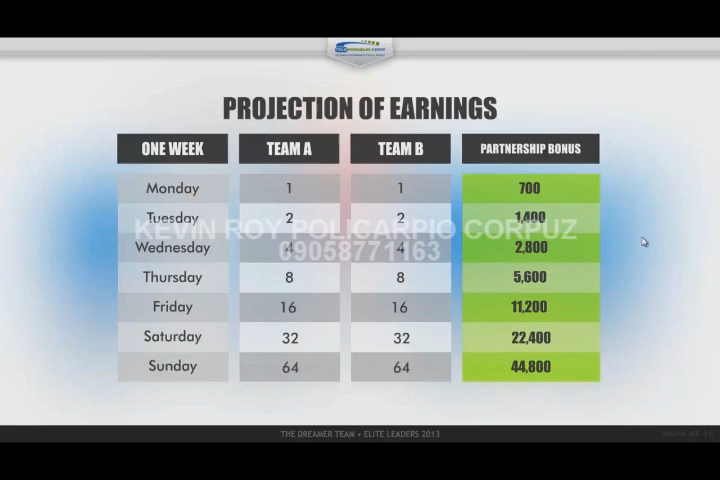 PROJECTION OF EARNINGS
ONE WEEK TEAM A TEAM B PARTNERSHIP BONUS
Monday 1 1 700
Tuesday 2 2 1,400
KEVIN ROY POLICARPIO CORPUZ
Wednesday 4 4 2,800
09058771163
Thursday 8 8 5,600
Friday 16 16 11,200
Saturday 32 32 22,400
Sunday 64 64 44,800
THE DREAMER TEAM • ELITE LEADERS 2013